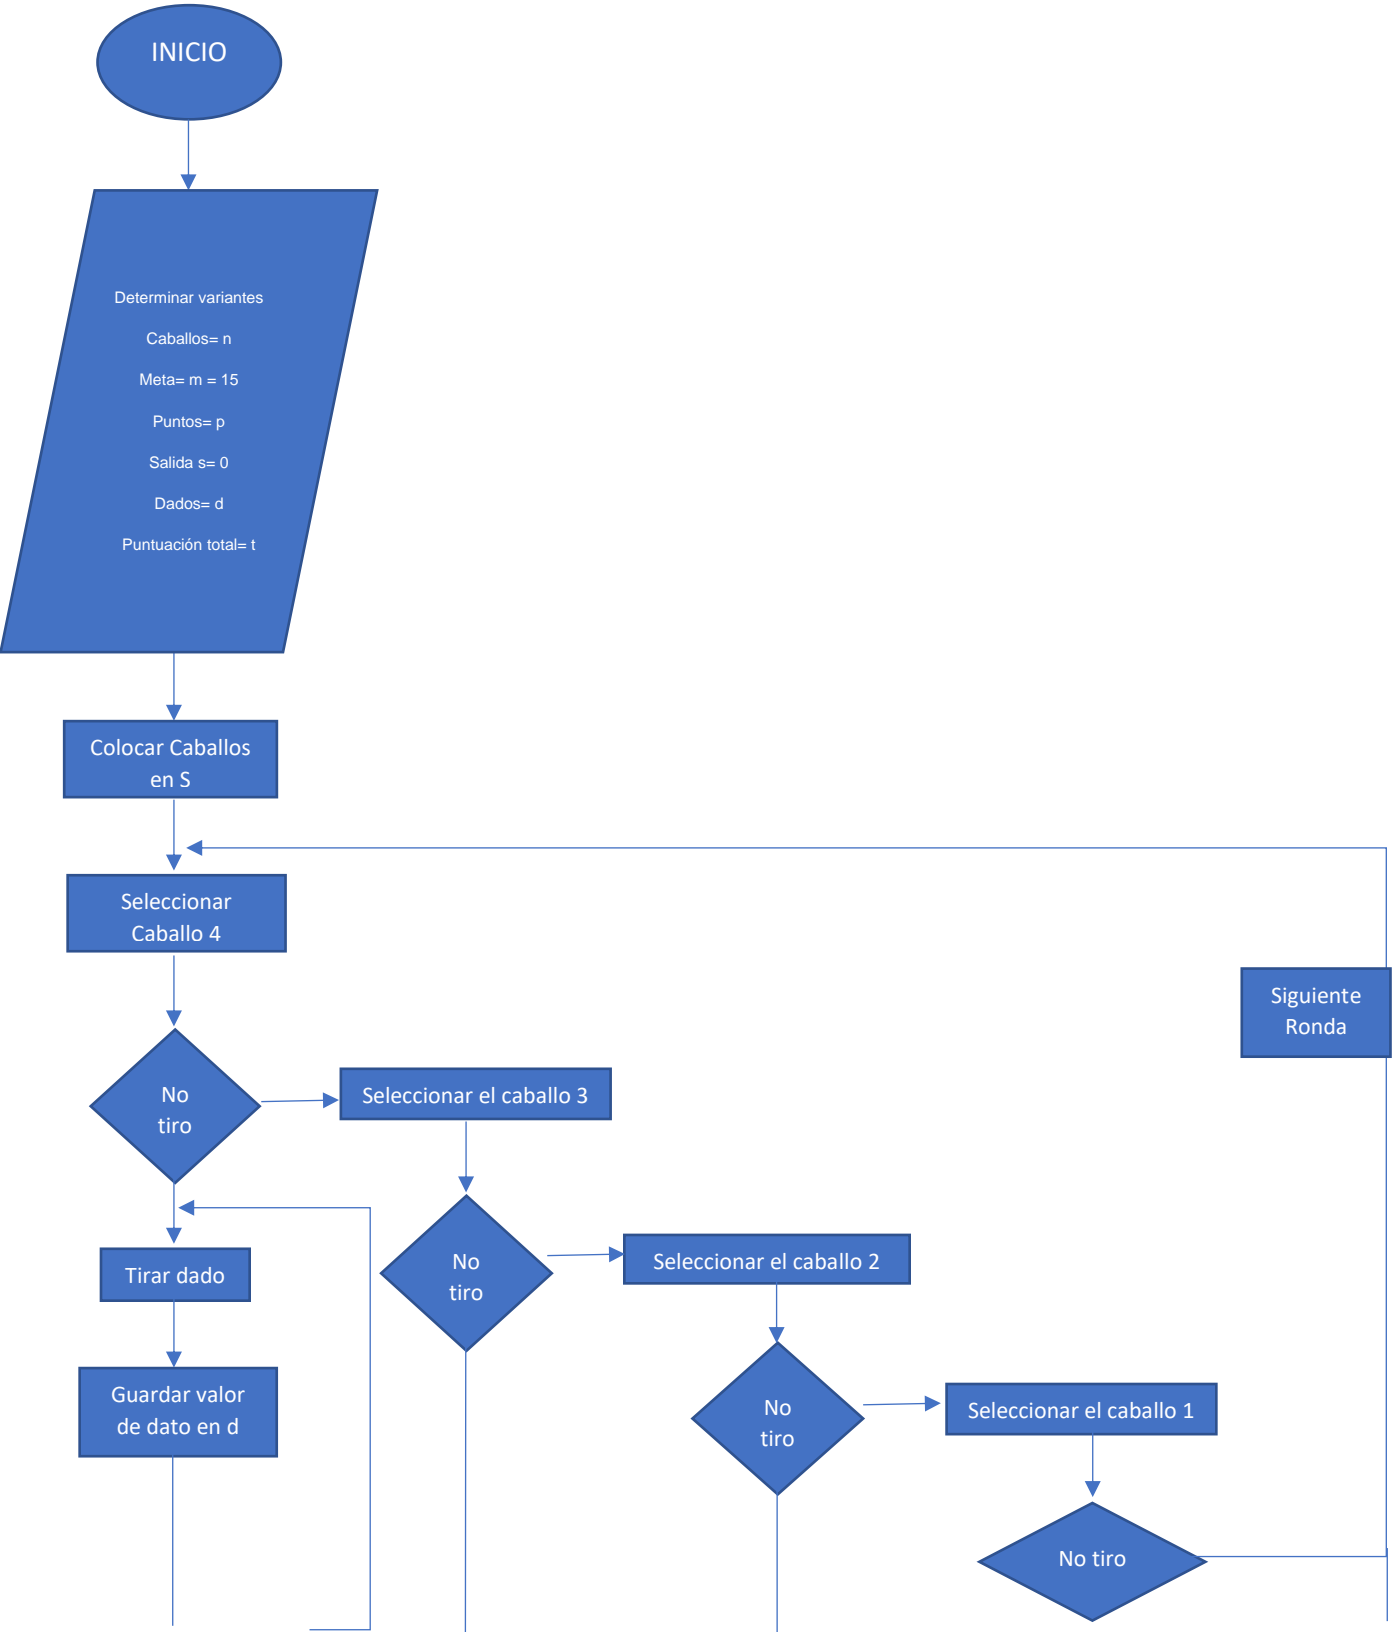 INICIO
Determinar variantes
Caballos= n
Meta= m = 15
Puntos= p
Salida s= 0
Dados= d
Puntuación total= t
Colocar Caballos
en S
Seleccionar
Caballo 4
Siguiente
Ronda
No
tiro
Seleccionar el caballo 3
Tirar dado
No
tiro
Seleccionar el caballo 2
Guardar valor
de dato en d
No
tiro
Seleccionar el caballo 1
No tiro